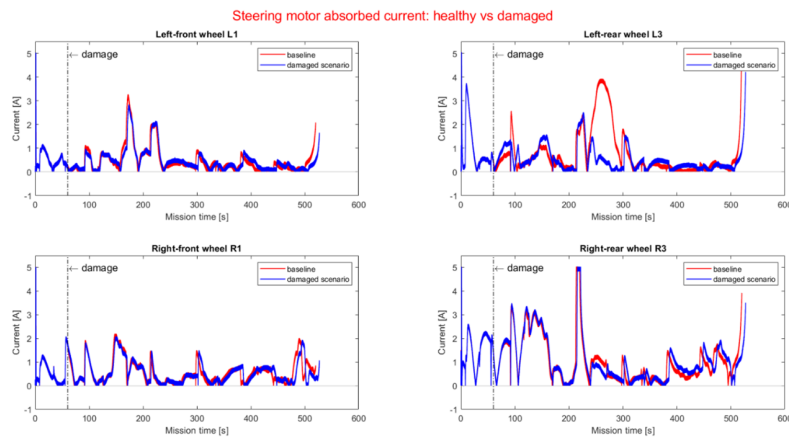 Steering motor absorbed current: healthy vs damaged
Left-front wheel L1
5
4
3
2
1
0
-1
Current [A]
← damage
baseline
damaged scenario
0 100 200 300 400 500 600
Mission time [s]
Left-rear wheel L3
5
4
3
2
1
0
-1
Current [A]
← damage
baseline
damaged scenario
0 100 200 300 400 500 600
Mission time [s]
Right-front wheel R1
5
4
3
2
1
0
-1
Current [A]
← damage
baseline
damaged scenario
0 100 200 300 400 500 600
Mission time [s]
Right-rear wheel R3
5
4
3
2
1
0
-1
Current [A]
← damage
baseline
damaged scenario
0 100 200 300 400 500 600
Mission time [s]